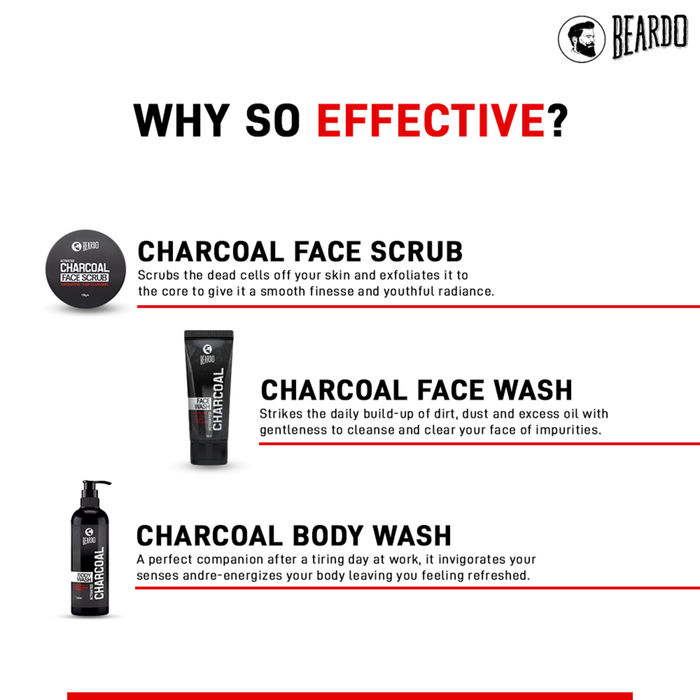 BEARDO
WHY SO EFFECTIVE?
BEARDO
ACTIVATED
CHARCOAL
FACE SCRUB
CHARCOAL FACE SCRUB
Scrubs the dead cells off your skin and exfoliates it to
the core to give it a smooth finesse and youthful radiance.
BEARDO
FACE
WASH
CHARCOAL
CHARCOAL FACE WASH
Strikes the daily build-up of dirt, dust and excess oil with
gentleness to cleanse and clear your face of impurities.
BEARDO
BODY
WASH
ACTIVATED
CHARCOAL
CHARCOAL BODY WASH
A perfect companion after a tiring day at work, it invigorates your
senses andre-energizes your body leaving you feeling refreshed.